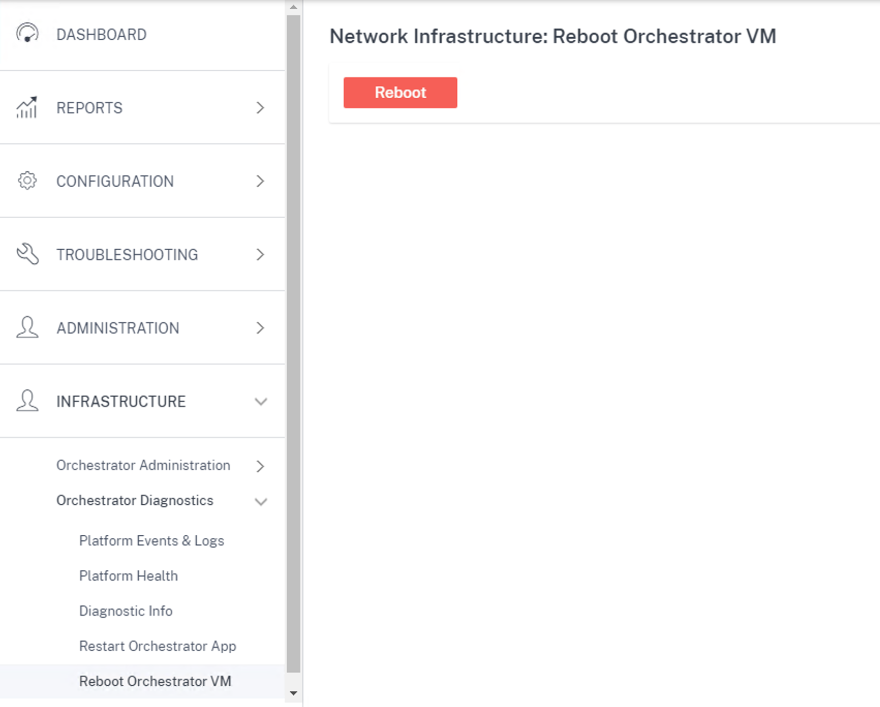 DASHBOARD
REPORTS
CONFIGURATION
TROUBLESHOOTING
ADMINISTRATION
INFRASTRUCTURE
Orchestrator Administration
Orchestrator Diagnostics
Platform Events & Logs
Platform Health
Diagnostic Info
Restart Orchestrator App
Reboot Orchestrator VM
Network Infrastructure: Reboot Orchestrator VM
Reboot